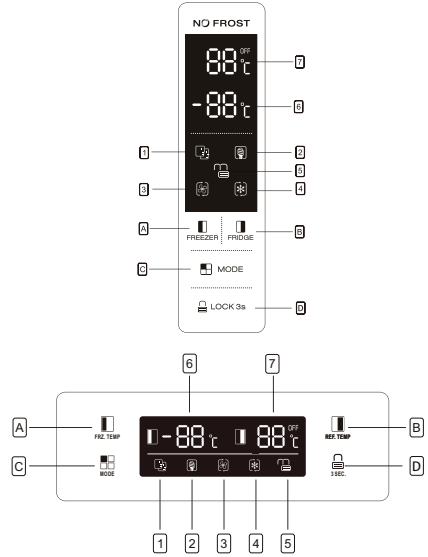 NO FROST
88 OFF °C 7
-88 °C 6
1 2
5
3 4
A FREEZER FRIDGE B
C MODE
LOCK 3s D
6 7
A FRZ. TEMP -88 °C 88 OFF °C REF. TEMP B
C MODE 3 SEC. D
1 2 3 4 5